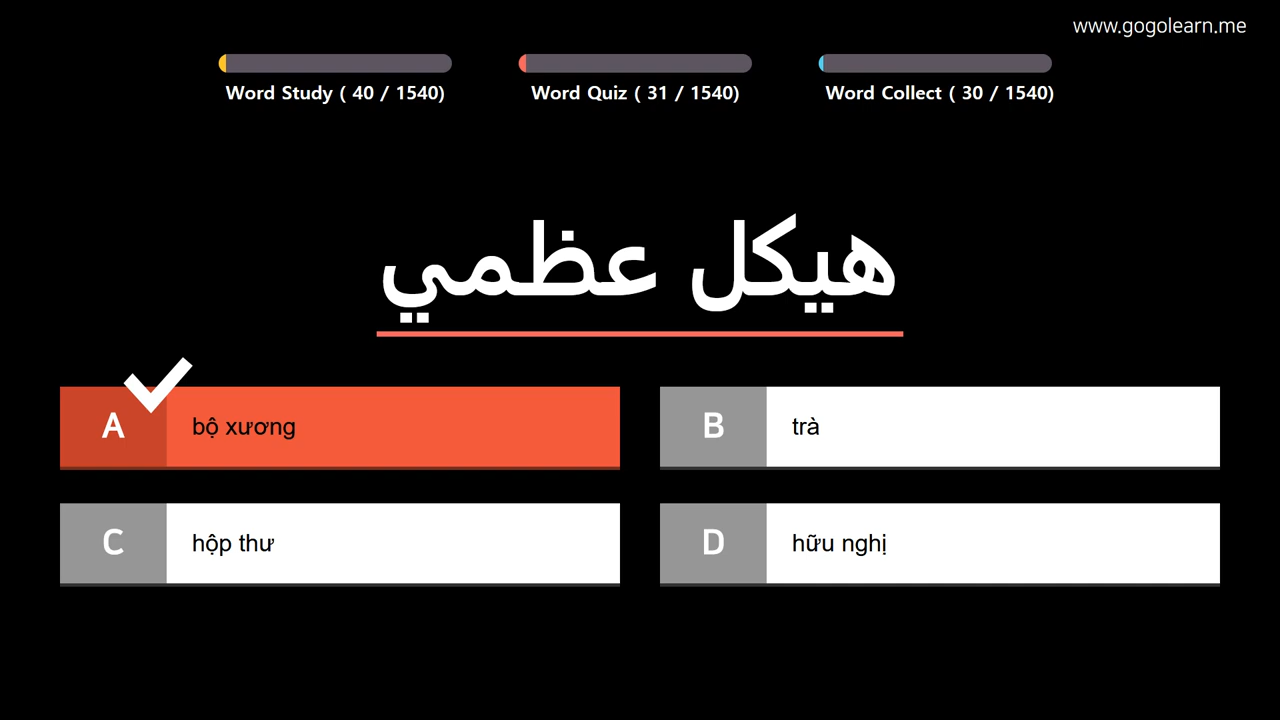 www.gogolearn.me
Word Study ( 40 / 1540)
Word Quiz ( 31 / 1540)
Word Collect ( 30 / 1540)
هيكل عظمي
A
bộ xương
B
trà
C
hộp thư
D
hữu nghị